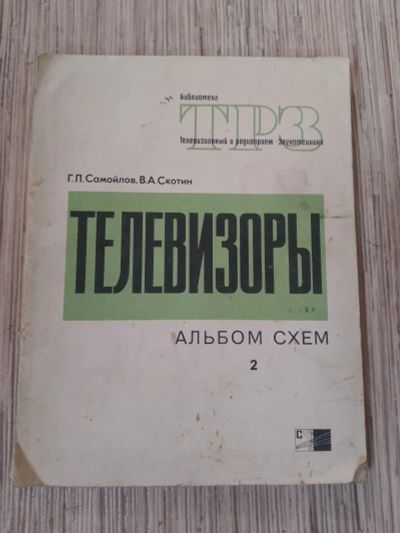 Библиотека
ТРЗ
Телевизионный и радиоприем · Звукотехника
Г.П.Самойлов, В.А.Скотин
ТЕЛЕВИЗОРЫ
АЛЬБОМ СХЕМ
2
С